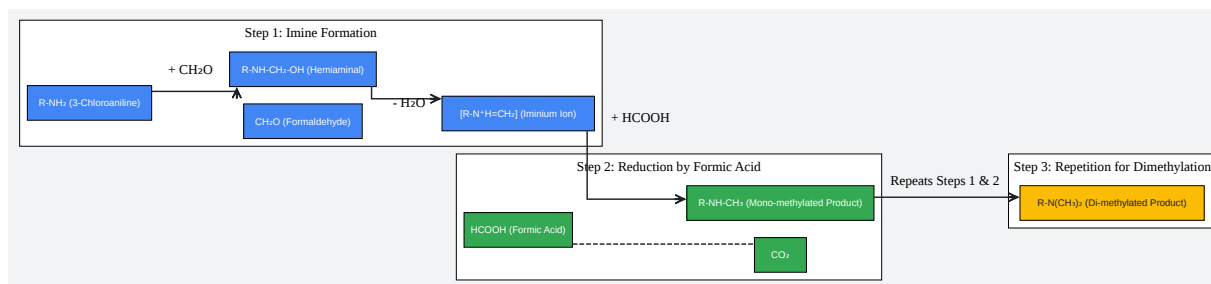 Step 1: Imine Formation
+ CH₂O
R-NH-CH₂-OH (Hemiaminal)
R-NH₂ (3-Chloroaniline)
- H₂O
[R-N⁺H=CH₂] (Iminium Ion)
CH₂O (Formaldehyde)
+ HCOOH
Step 2: Reduction by Formic Acid
R-NH-CH₃ (Mono-methylated Product)
HCOOH (Formic Acid)
CO₂
Repeats Steps 1 & 2
Step 3: Repetition for Dimethylation
R-N(CH₃)₂ (Di-methylated Product)